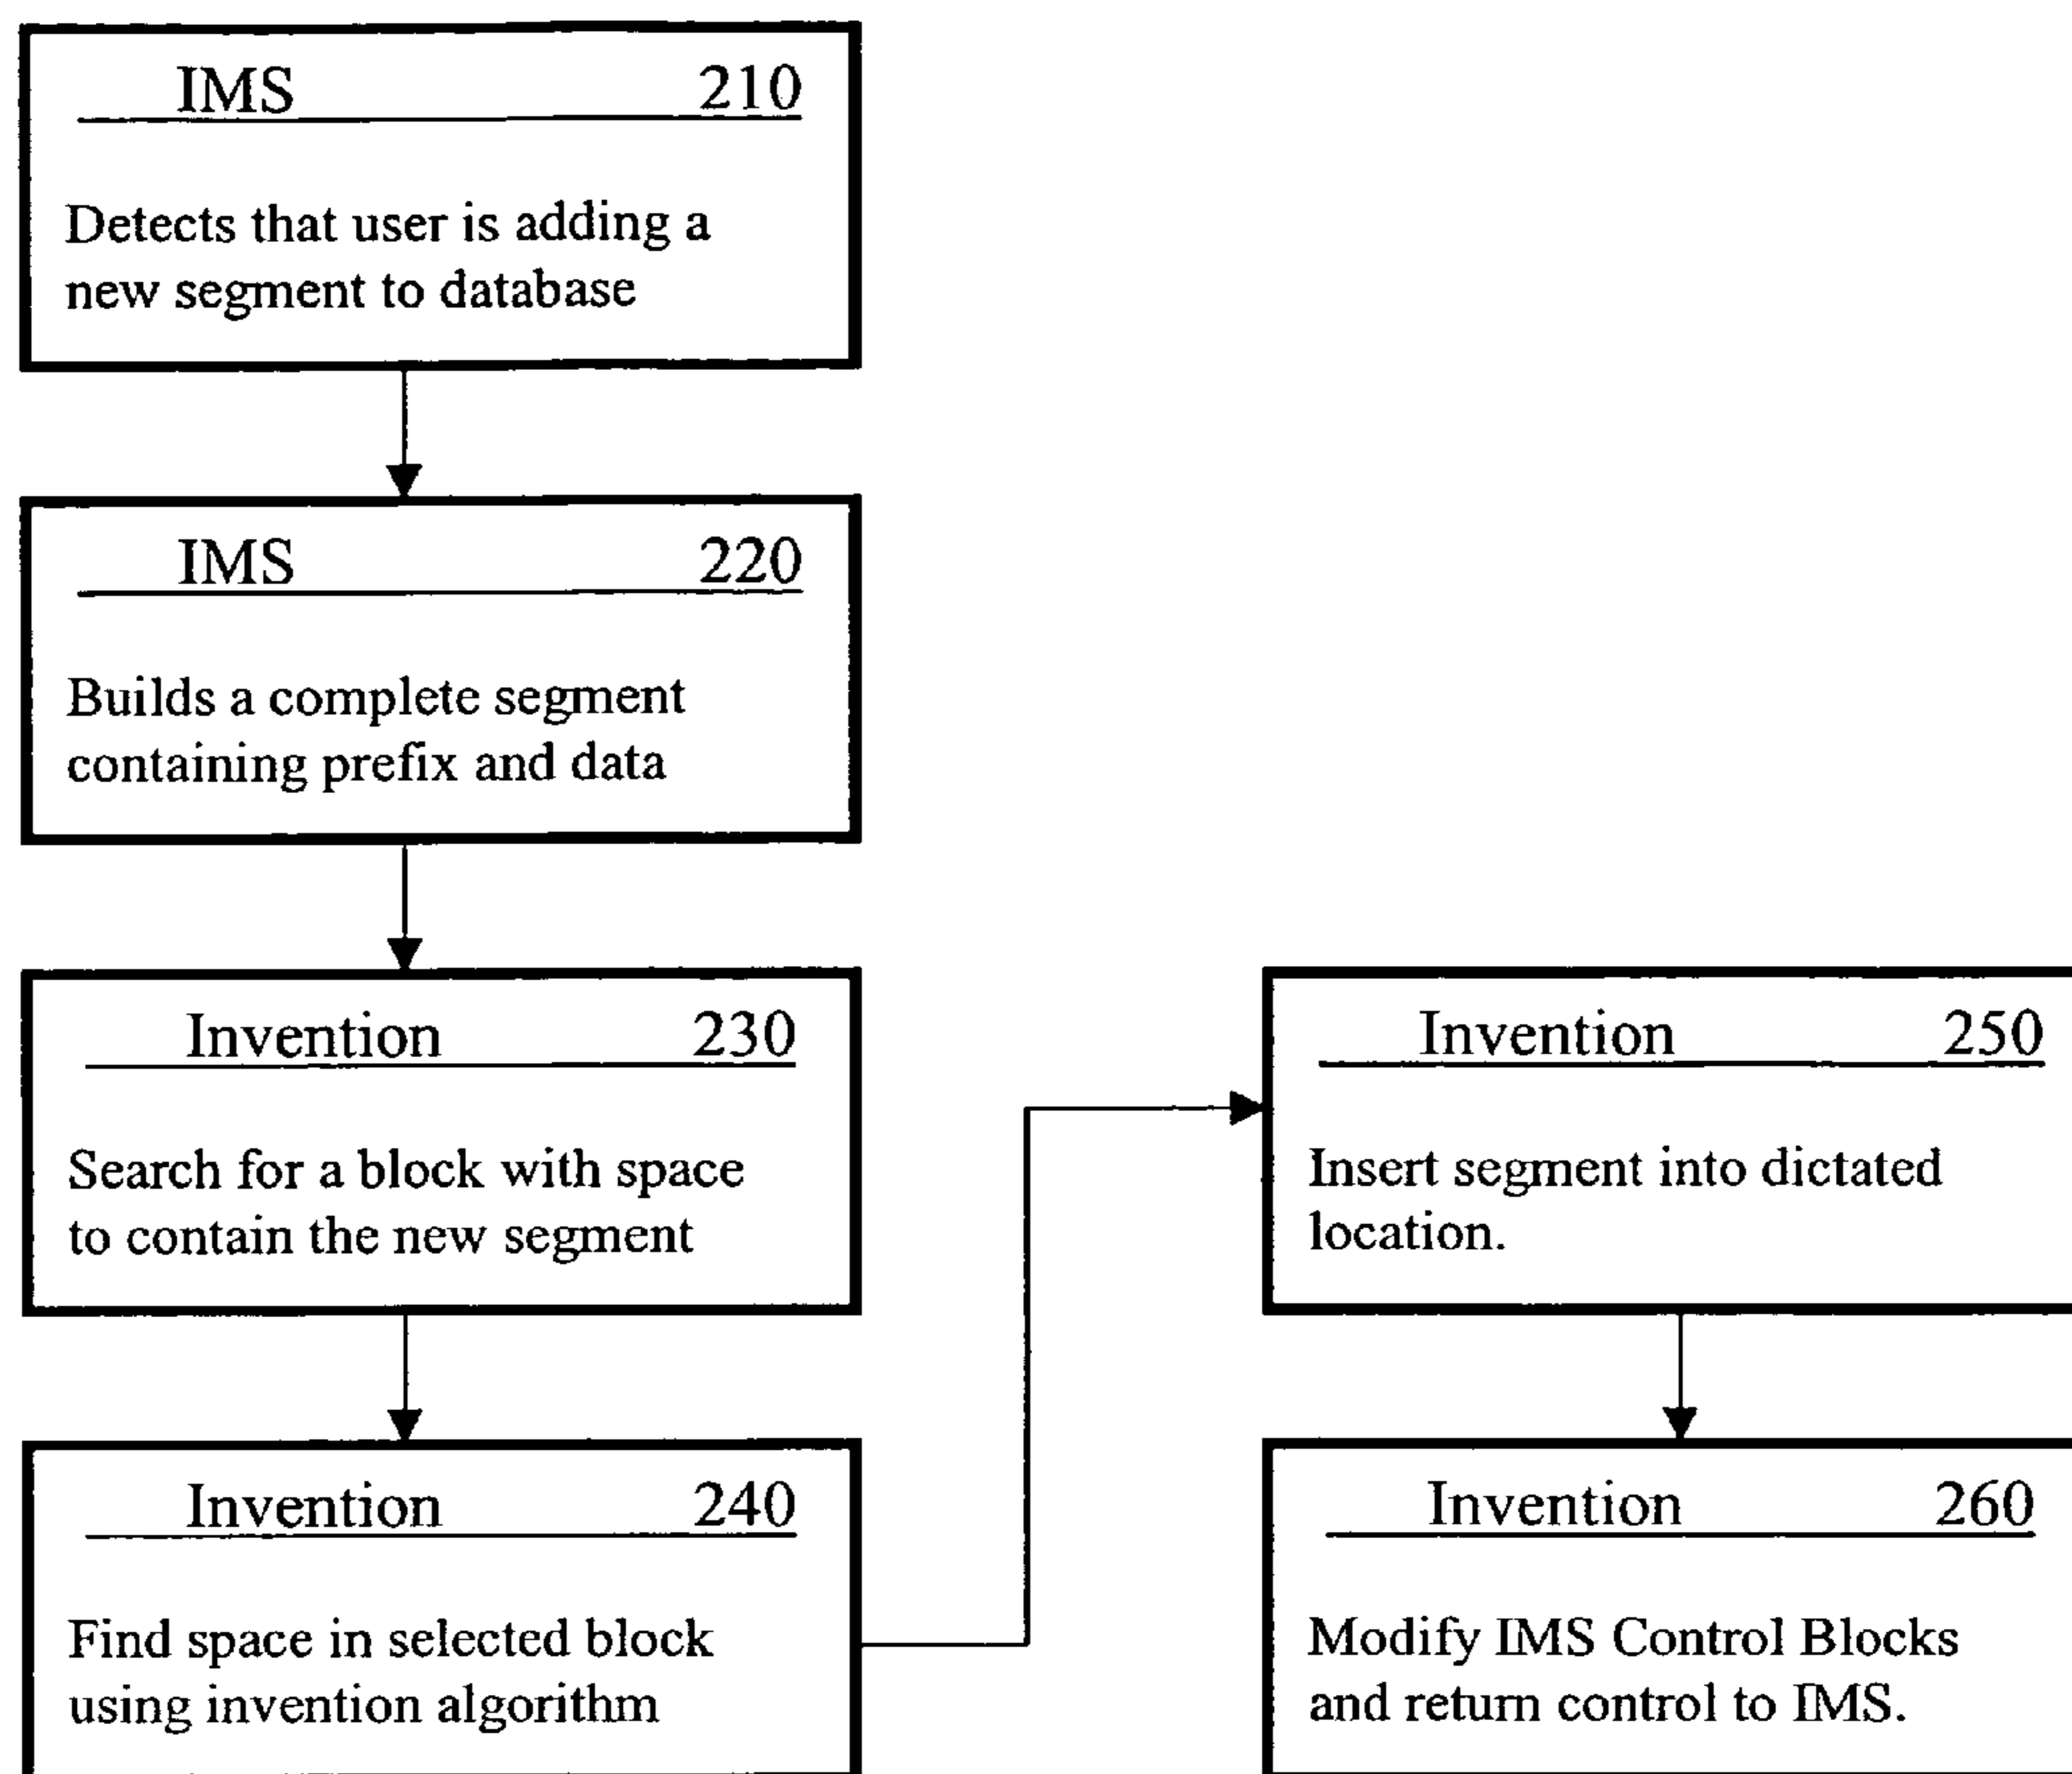 IMS 210
Detects that user is adding a
new segment to database
IMS 220
Builds a complete segment
containing prefix and data
Invention 230
Search for a block with space
to contain the new segment
Invention 240
Find space in selected block
using invention algorithm
Invention 250
Insert segment into dictated
location.
Invention 260
Modify IMS Control Blocks
and return control to IMS.